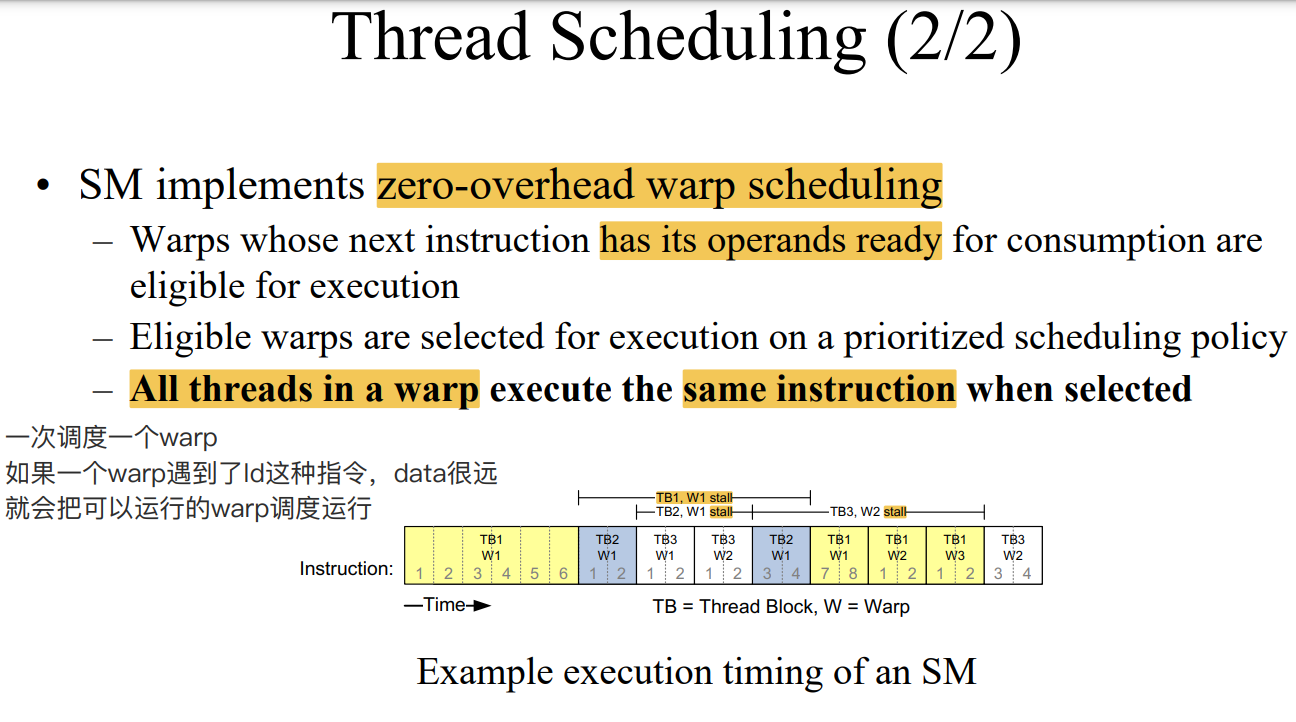 Thread Scheduling (2/2)
• SM implements zero-overhead warp scheduling
– Warps whose next instruction has its operands ready for consumption are
eligible for execution
– Eligible warps are selected for execution on a prioritized scheduling policy
– All threads in a warp execute the same instruction when selected
一次调度一个warp
如果一个warp遇到了ld这种指令，data很远
就会把可以运行的warp调度运行
TB1, W1 stall
TB2, W1 stall TB3, W2 stall
TB1 TB2 TB3 TB3 TB2 TB1 TB1 TB1 TB3
W1 W1 W1 W2 W1 W1 W2 W3 W2
Instruction: 1 2 3 4 5 6 1 2 1 2 1 2 3 4 7 8 1 2 1 2 3 4
Time TB = Thread Block, W = Warp
Example execution timing of an SM